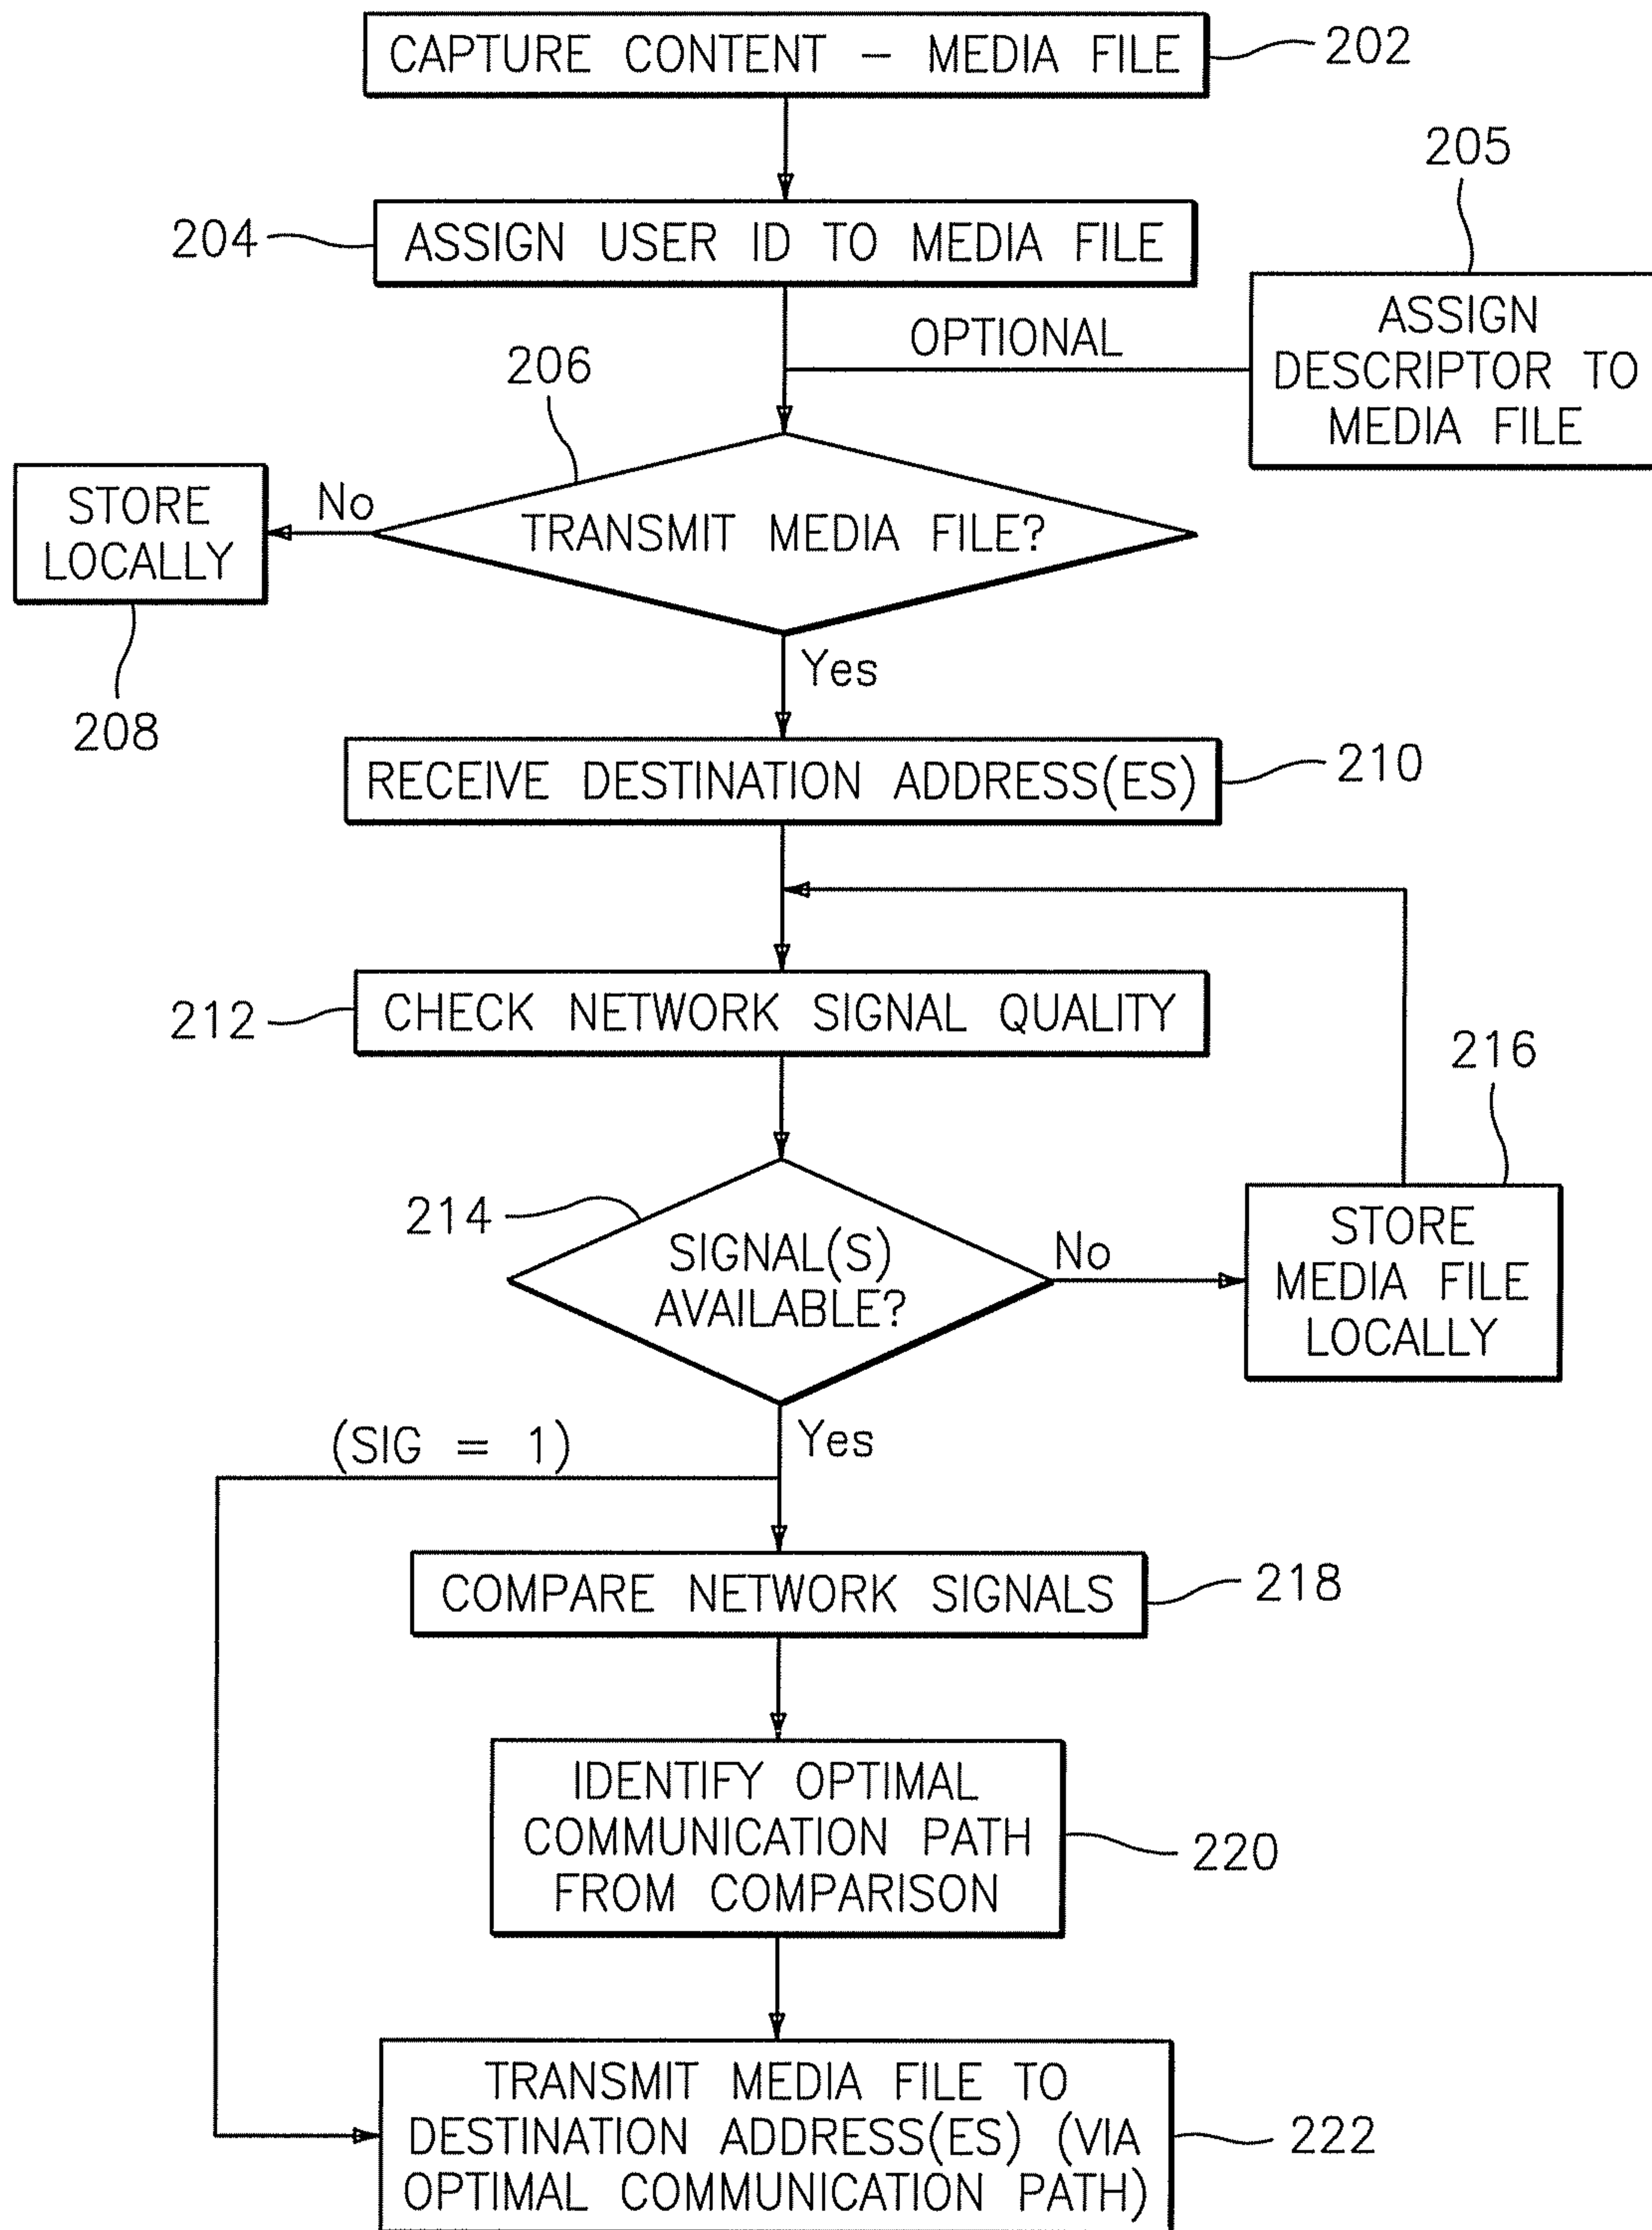 CAPTURE CONTENT – MEDIA FILE
202
205
204
ASSIGN USER ID TO MEDIA FILE
OPTIONAL
ASSIGN
DESCRIPTOR TO
MEDIA FILE
206
STORE
LOCALLY
No
TRANSMIT MEDIA FILE?
208
Yes
RECEIVE DESTINATION ADDRESS(ES)
210
212
CHECK NETWORK SIGNAL QUALITY
216
214
SIGNAL(S)
AVAILABLE?
No
STORE
MEDIA FILE
LOCALLY
(SIG = 1)
Yes
COMPARE NETWORK SIGNALS
218
IDENTIFY OPTIMAL
COMMUNICATION PATH
FROM COMPARISON
220
TRANSMIT MEDIA FILE TO
DESTINATION ADDRESS(ES) (VIA
OPTIMAL COMMUNICATION PATH)
222